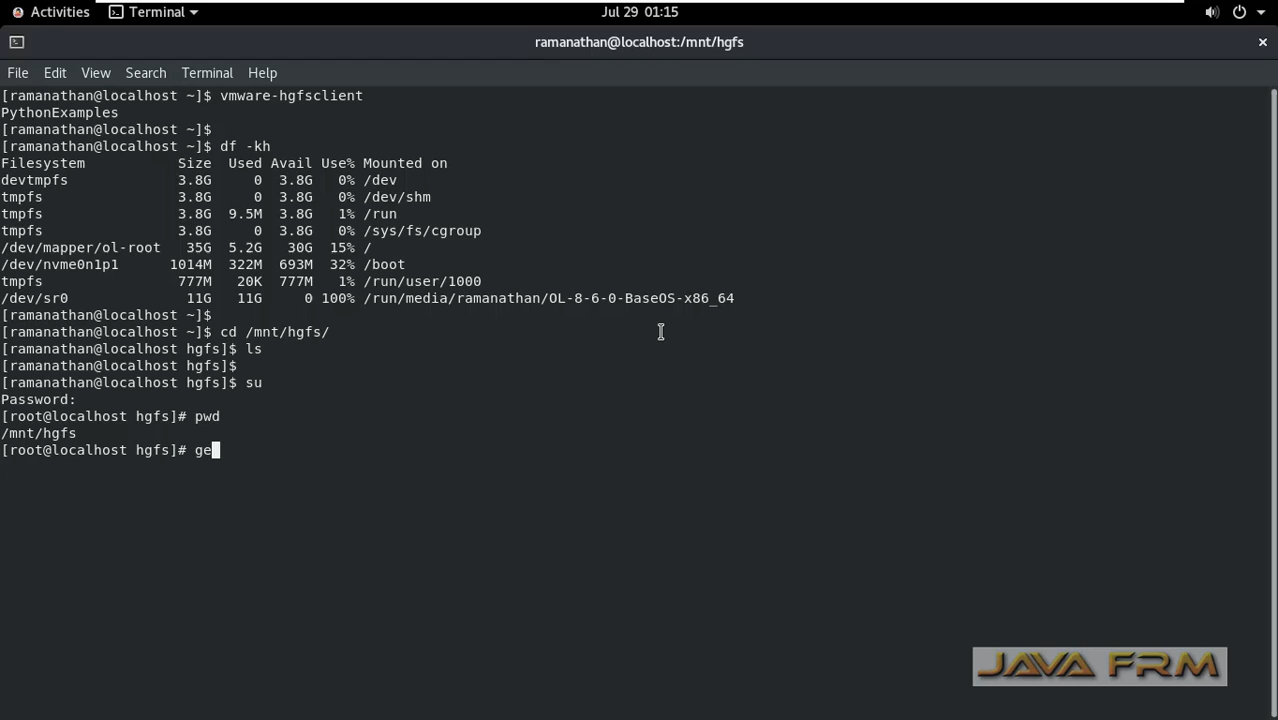 Activities Terminal Jul 29 01:15
ramanathan@localhost:/mnt/hgfs
File Edit View Search Terminal Help
[ramanathan@localhost ~]$ vmware-hgfsclient
PythonExamples
[ramanathan@localhost ~]$
[ramanathan@localhost ~]$ df -kh
Filesystem Size Used Avail Use% Mounted on
devtmpfs 3.8G 0 3.8G 0% /dev
tmpfs 3.8G 0 3.8G 0% /dev/shm
tmpfs 3.8G 9.5M 3.8G 1% /run
tmpfs 3.8G 0 3.8G 0% /sys/fs/cgroup
/dev/mapper/ol-root 35G 5.2G 30G 15% /
/dev/nvme0n1p1 1014M 322M 693M 32% /boot
tmpfs 777M 20K 777M 1% /run/user/1000
/dev/sr0 11G 11G 0 100% /run/media/ramanathan/OL-8-6-0-BaseOS-x86_64
[ramanathan@localhost ~]$
[ramanathan@localhost ~]$ cd /mnt/hgfs/
[ramanathan@localhost hgfs]$ ls
[ramanathan@localhost hgfs]$
[ramanathan@localhost hgfs]$ su
Password:
[root@localhost hgfs]# pwd
/mnt/hgfs
[root@localhost hgfs]# ge
JAVA FRM